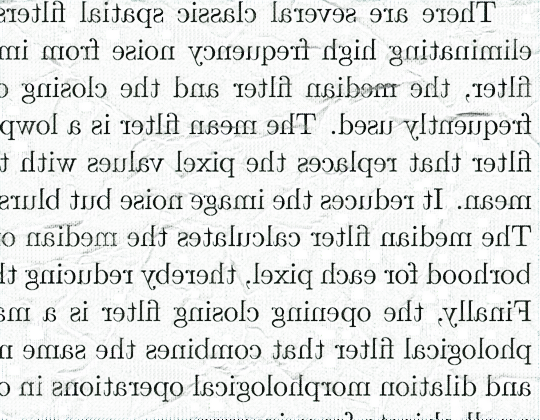 There are several classic spatial filters
eliminating high frequency noise from im
filter, the median filter and the closing o
frequently used. The mean filter is a lowp
filter that replaces the pixel values with t
mean. It reduces the image noise but blurs
The median filter calculates the median o
borhood for each pixel, thereby reducing th
Finally, the opening closing filter is a ma
phological filter that combines the same n
and dilation morphological operations in o